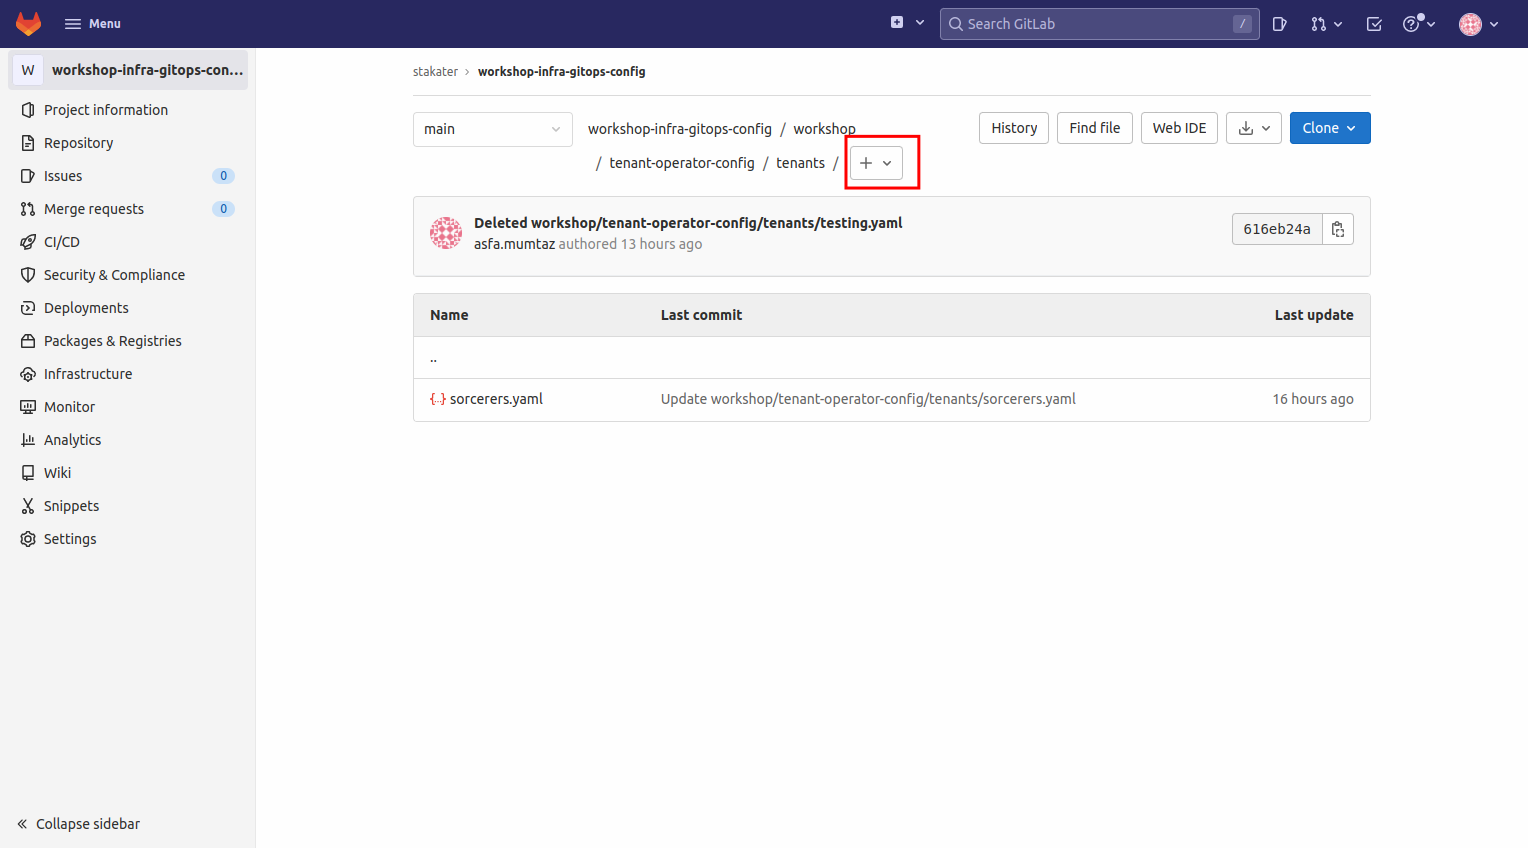 Menu
Search GitLab
/
W
workshop-infra-gitops-con...
Project information
Repository
Issues 0
Merge requests 0
CI/CD
Security & Compliance
Deployments
Packages & Registries
Infrastructure
Monitor
Analytics
Wiki
Snippets
Settings
Collapse sidebar
stakater > workshop-infra-gitops-config
main
workshop-infra-gitops-config / workshop
/ tenant-operator-config / tenants /
History
Find file
Web IDE
Clone
Deleted workshop/tenant-operator-config/tenants/testing.yaml
asfa.mumtaz authored 13 hours ago
616eb24a
Name Last commit Last update
..
sorcerers.yaml Update workshop/tenant-operator-config/tenants/sorcerers.yaml 16 hours ago